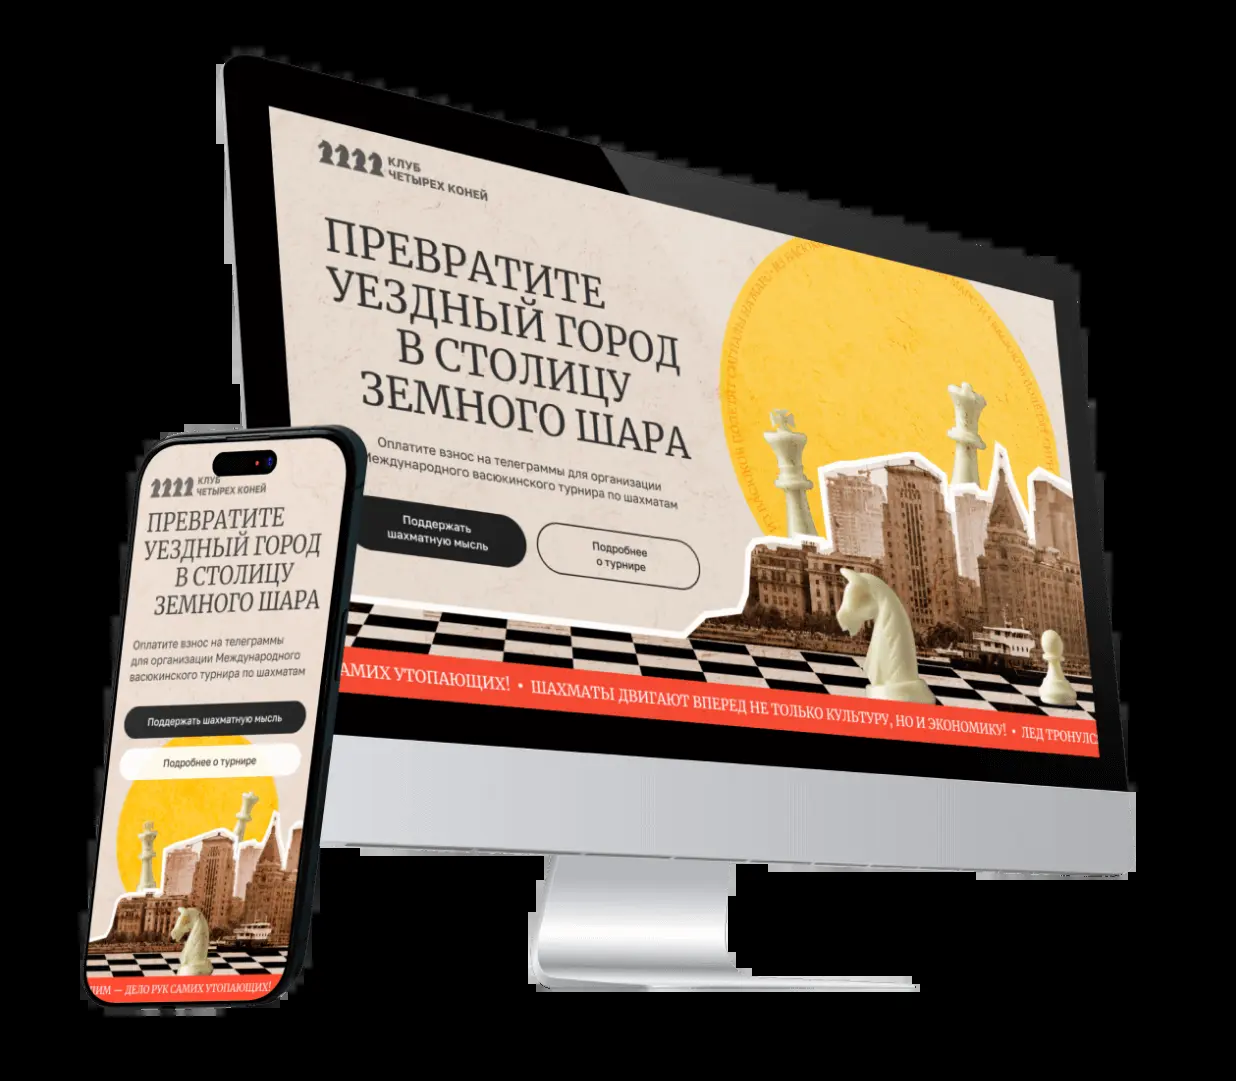 КЛУБ
ЧЕТЫРЕХ КОНЕЙ
ПРЕВРАТИТЕ
УЕЗДНЫЙ ГОРОД
В СТОЛИЦУ
ЗЕМНОГО ШАРА
Оплатите взнос на телеграммы для организации
Международного васюкинского турнира по шахматам
Поддержать
шахматную мысль
Подробнее
о турнире
САМИХ УТОПАЮЩИХ! • ШАХМАТЫ ДВИГАЮТ ВПЕРЕД НЕ ТОЛЬКО КУЛЬТУРУ, НО И ЭКОНОМИКУ! • ЛЕД ТРОНУЛС
КЛУБ
ЧЕТЫРЕХ КОНЕЙ
ПРЕВРАТИТЕ
УЕЗДНЫЙ ГОРОД
В СТОЛИЦУ
ЗЕМНОГО ШАРА
Оплатите взнос на телеграммы
для организации Международного
васюкинского турнира по шахматам
Поддержать шахматную мысль
Подробнее о турнире
— ДЕЛО РУК САМИХ УТОПАЮЩИХ!